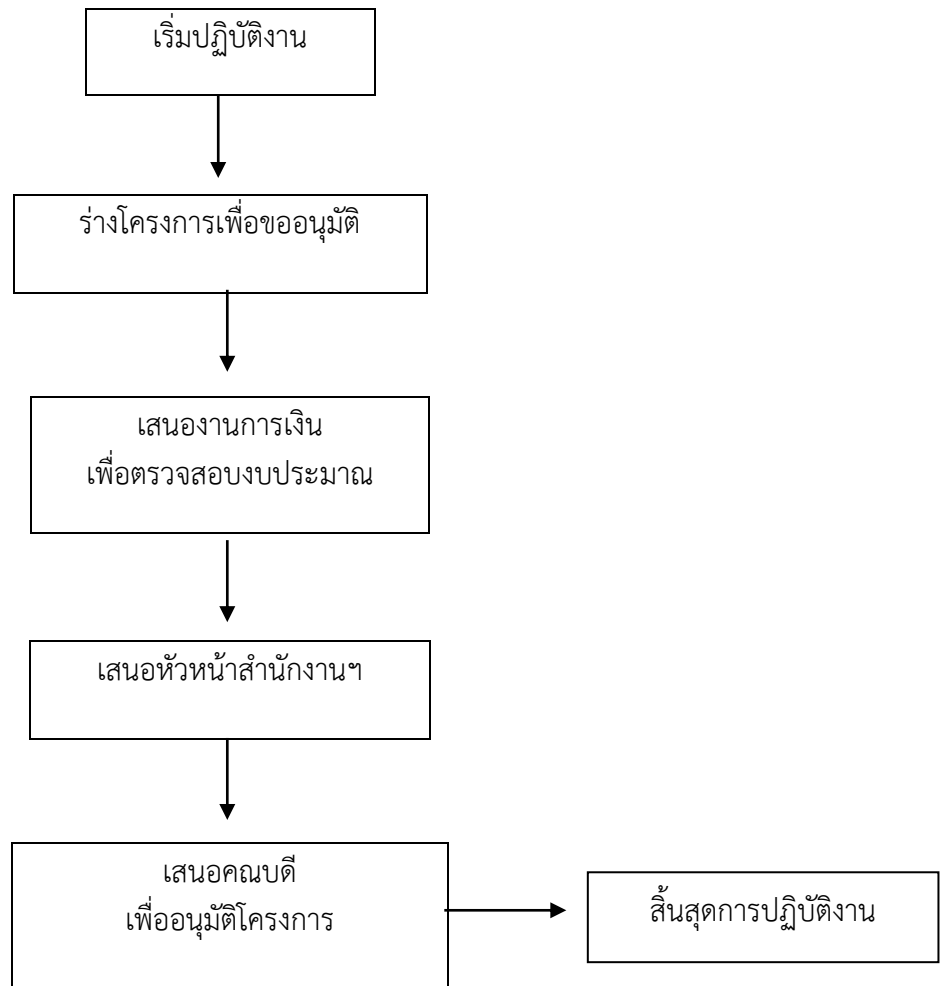 เริ่มปฏิบัติงาน
ร่างโครงการเพื่อขออนุมัติ
เสนองานการเงิน
เพื่อตรวจสอบงบประมาณ
เสนอหัวหน้าสำนักงานฯ
เสนอคณบดี
เพื่ออนุมัติโครงการ
สิ้นสุดการปฏิบัติงาน